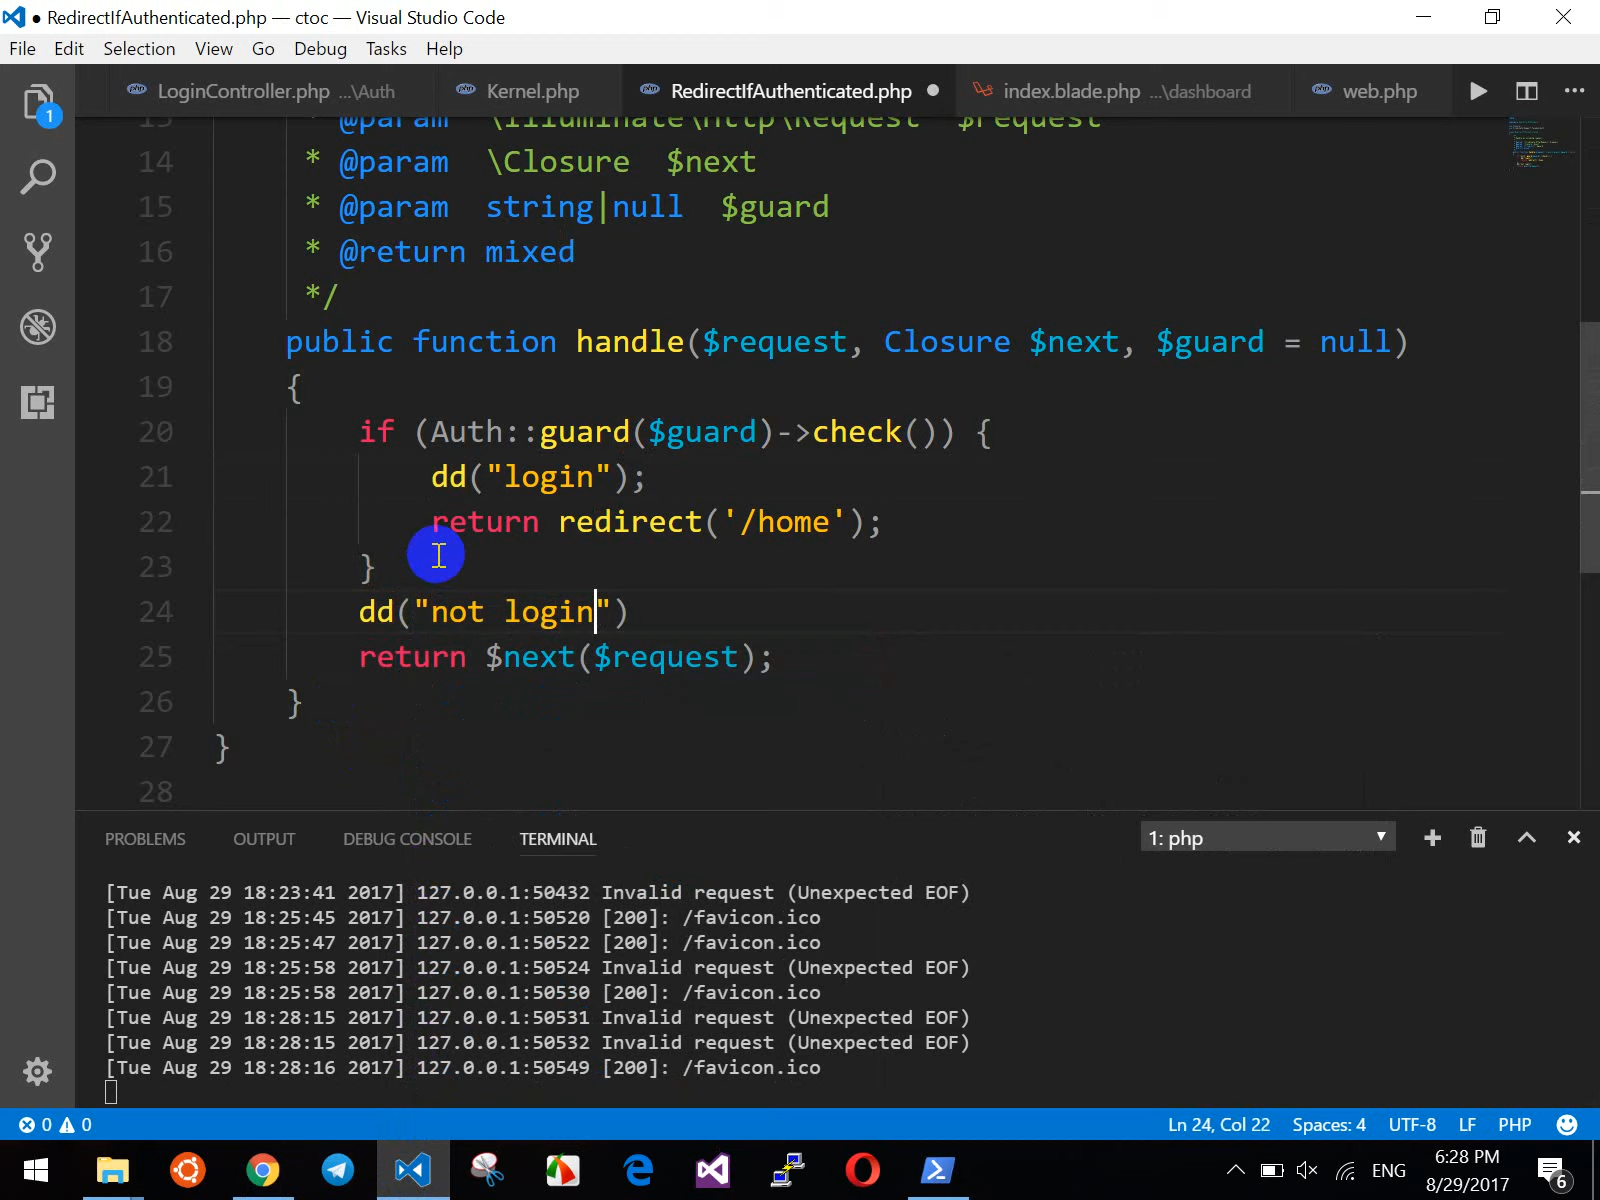 ● RedirectIfAuthenticated.php — ctoc — Visual Studio Code
File Edit Selection View Go Debug Tasks Help
1
LoginController.php ...\Auth Kernel.php RedirectIfAuthenticated.php ● index.blade.php ...\dashboard web.php
13 * @param \Illuminate\Http\Request $request
14 * @param \Closure $next
15 * @param string|null $guard
16 * @return mixed
17 */
18 public function handle($request, Closure $next, $guard = null)
19 {
20 if (Auth::guard($guard)->check()) {
21 dd("login");
22 return redirect('/home');
23 }
24 dd("not login")
25 return $next($request);
26 }
27 }
28
PROBLEMS OUTPUT DEBUG CONSOLE TERMINAL 1: php
[Tue Aug 29 18:23:41 2017] 127.0.0.1:50432 Invalid request (Unexpected EOF)
[Tue Aug 29 18:25:45 2017] 127.0.0.1:50520 [200]: /favicon.ico
[Tue Aug 29 18:25:47 2017] 127.0.0.1:50522 [200]: /favicon.ico
[Tue Aug 29 18:25:58 2017] 127.0.0.1:50524 Invalid request (Unexpected EOF)
[Tue Aug 29 18:25:58 2017] 127.0.0.1:50530 [200]: /favicon.ico
[Tue Aug 29 18:28:15 2017] 127.0.0.1:50531 Invalid request (Unexpected EOF)
[Tue Aug 29 18:28:15 2017] 127.0.0.1:50532 Invalid request (Unexpected EOF)
[Tue Aug 29 18:28:16 2017] 127.0.0.1:50549 [200]: /favicon.ico
0 0 Ln 24, Col 22 Spaces: 4 UTF-8 LF PHP
ENG 6:28 PM
8/29/2017 6